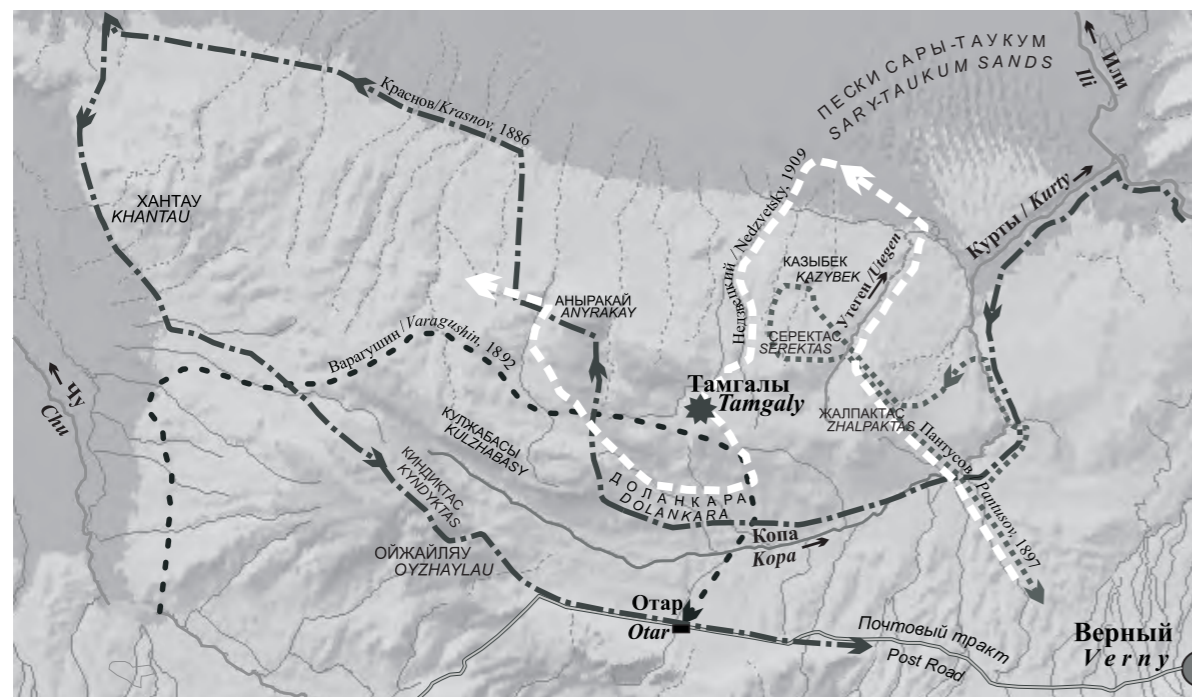 ПЕСКИ САРЫ-ТАУКУМ
SARY-TAUKUM SANDS
Или
Ili
Краснов/Krasnov, 1886
Недзвецкий /Nedzvetsky, 1909
ХАНТАУ
KHANTAU
Курты / Kurty
КАЗЫБЕК
KAZYBEK
Утеген /Utegen
АНЫРАКАЙ
ANYRAKAY
Варагушин/Varagushin, 1892
СЕРЕКТАС
SEREKTAS
Тамгалы
Tamgaly
Чу
Chu
ЖАЛПАКТАС
ZHALPAKTAS
КУЛЖАБАСЫ
KULZHABASY
Пантусов / Pantusov, 1897
КИНДИКТАС
KYNDYKTAS
ДОЛАНКАРА
DOLANKARA
Копа
Kopa
ОЙЖАЙЛЯУ
OYZHAYLAU
Отар
Otar
Почтовый тракт
Post Road
Верный
Verny